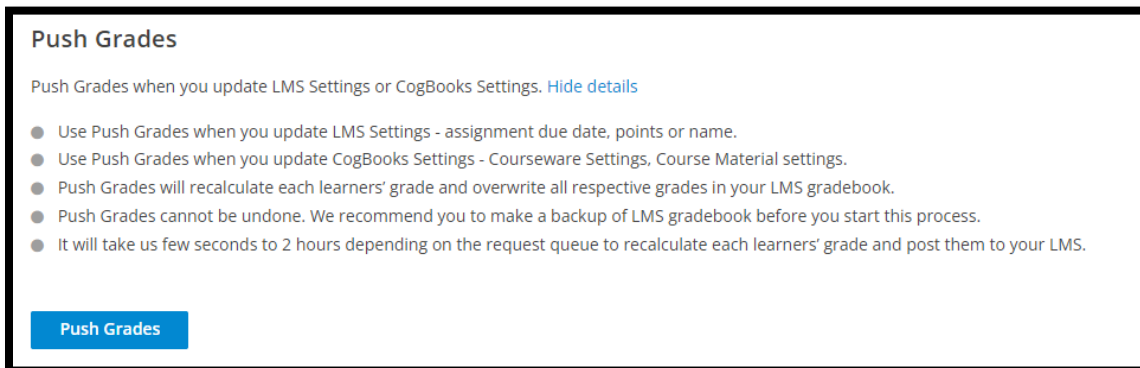 Push Grades
Push Grades when you update LMS Settings or CogBooks Settings. Hide details
Use Push Grades when you update LMS Settings - assignment due date, points or name.
Use Push Grades when you update CogBooks Settings - Courseware Settings, Course Material settings.
Push Grades will recalculate each learners’ grade and overwrite all respective grades in your LMS gradebook.
Push Grades cannot be undone. We recommend you to make a backup of LMS gradebook before you start this process.
It will take us few seconds to 2 hours depending on the request queue to recalculate each learners’ grade and post them to your LMS.
Push Grades